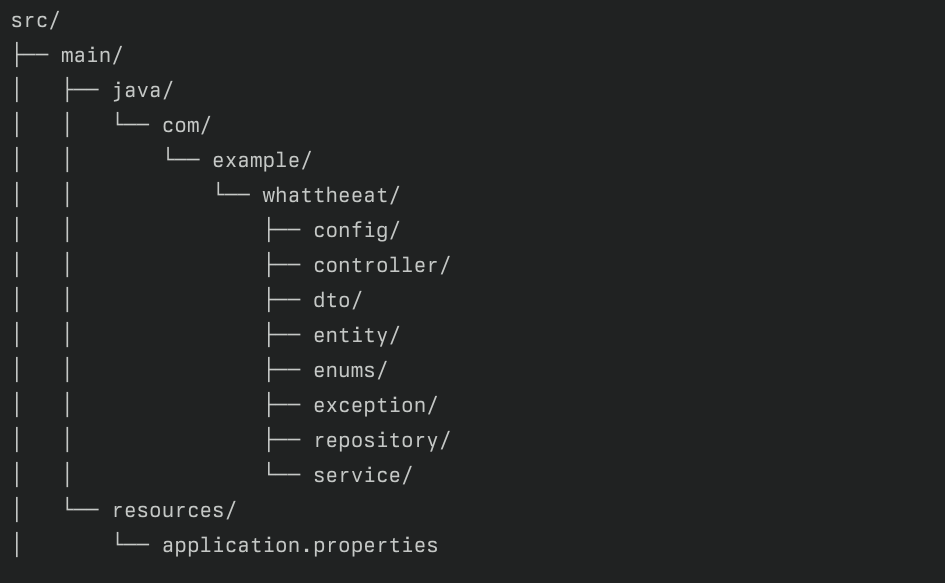 src/
├── main/
│   ├── java/
│   │   └── com/
│   │       └── example/
│   │           └── whattheeat/
│   │               ├── config/
│   │               ├── controller/
│   │               ├── dto/
│   │               ├── entity/
│   │               ├── enums/
│   │               ├── exception/
│   │               ├── repository/
│   │               └── service/
│   └── resources/
│       └── application.properties